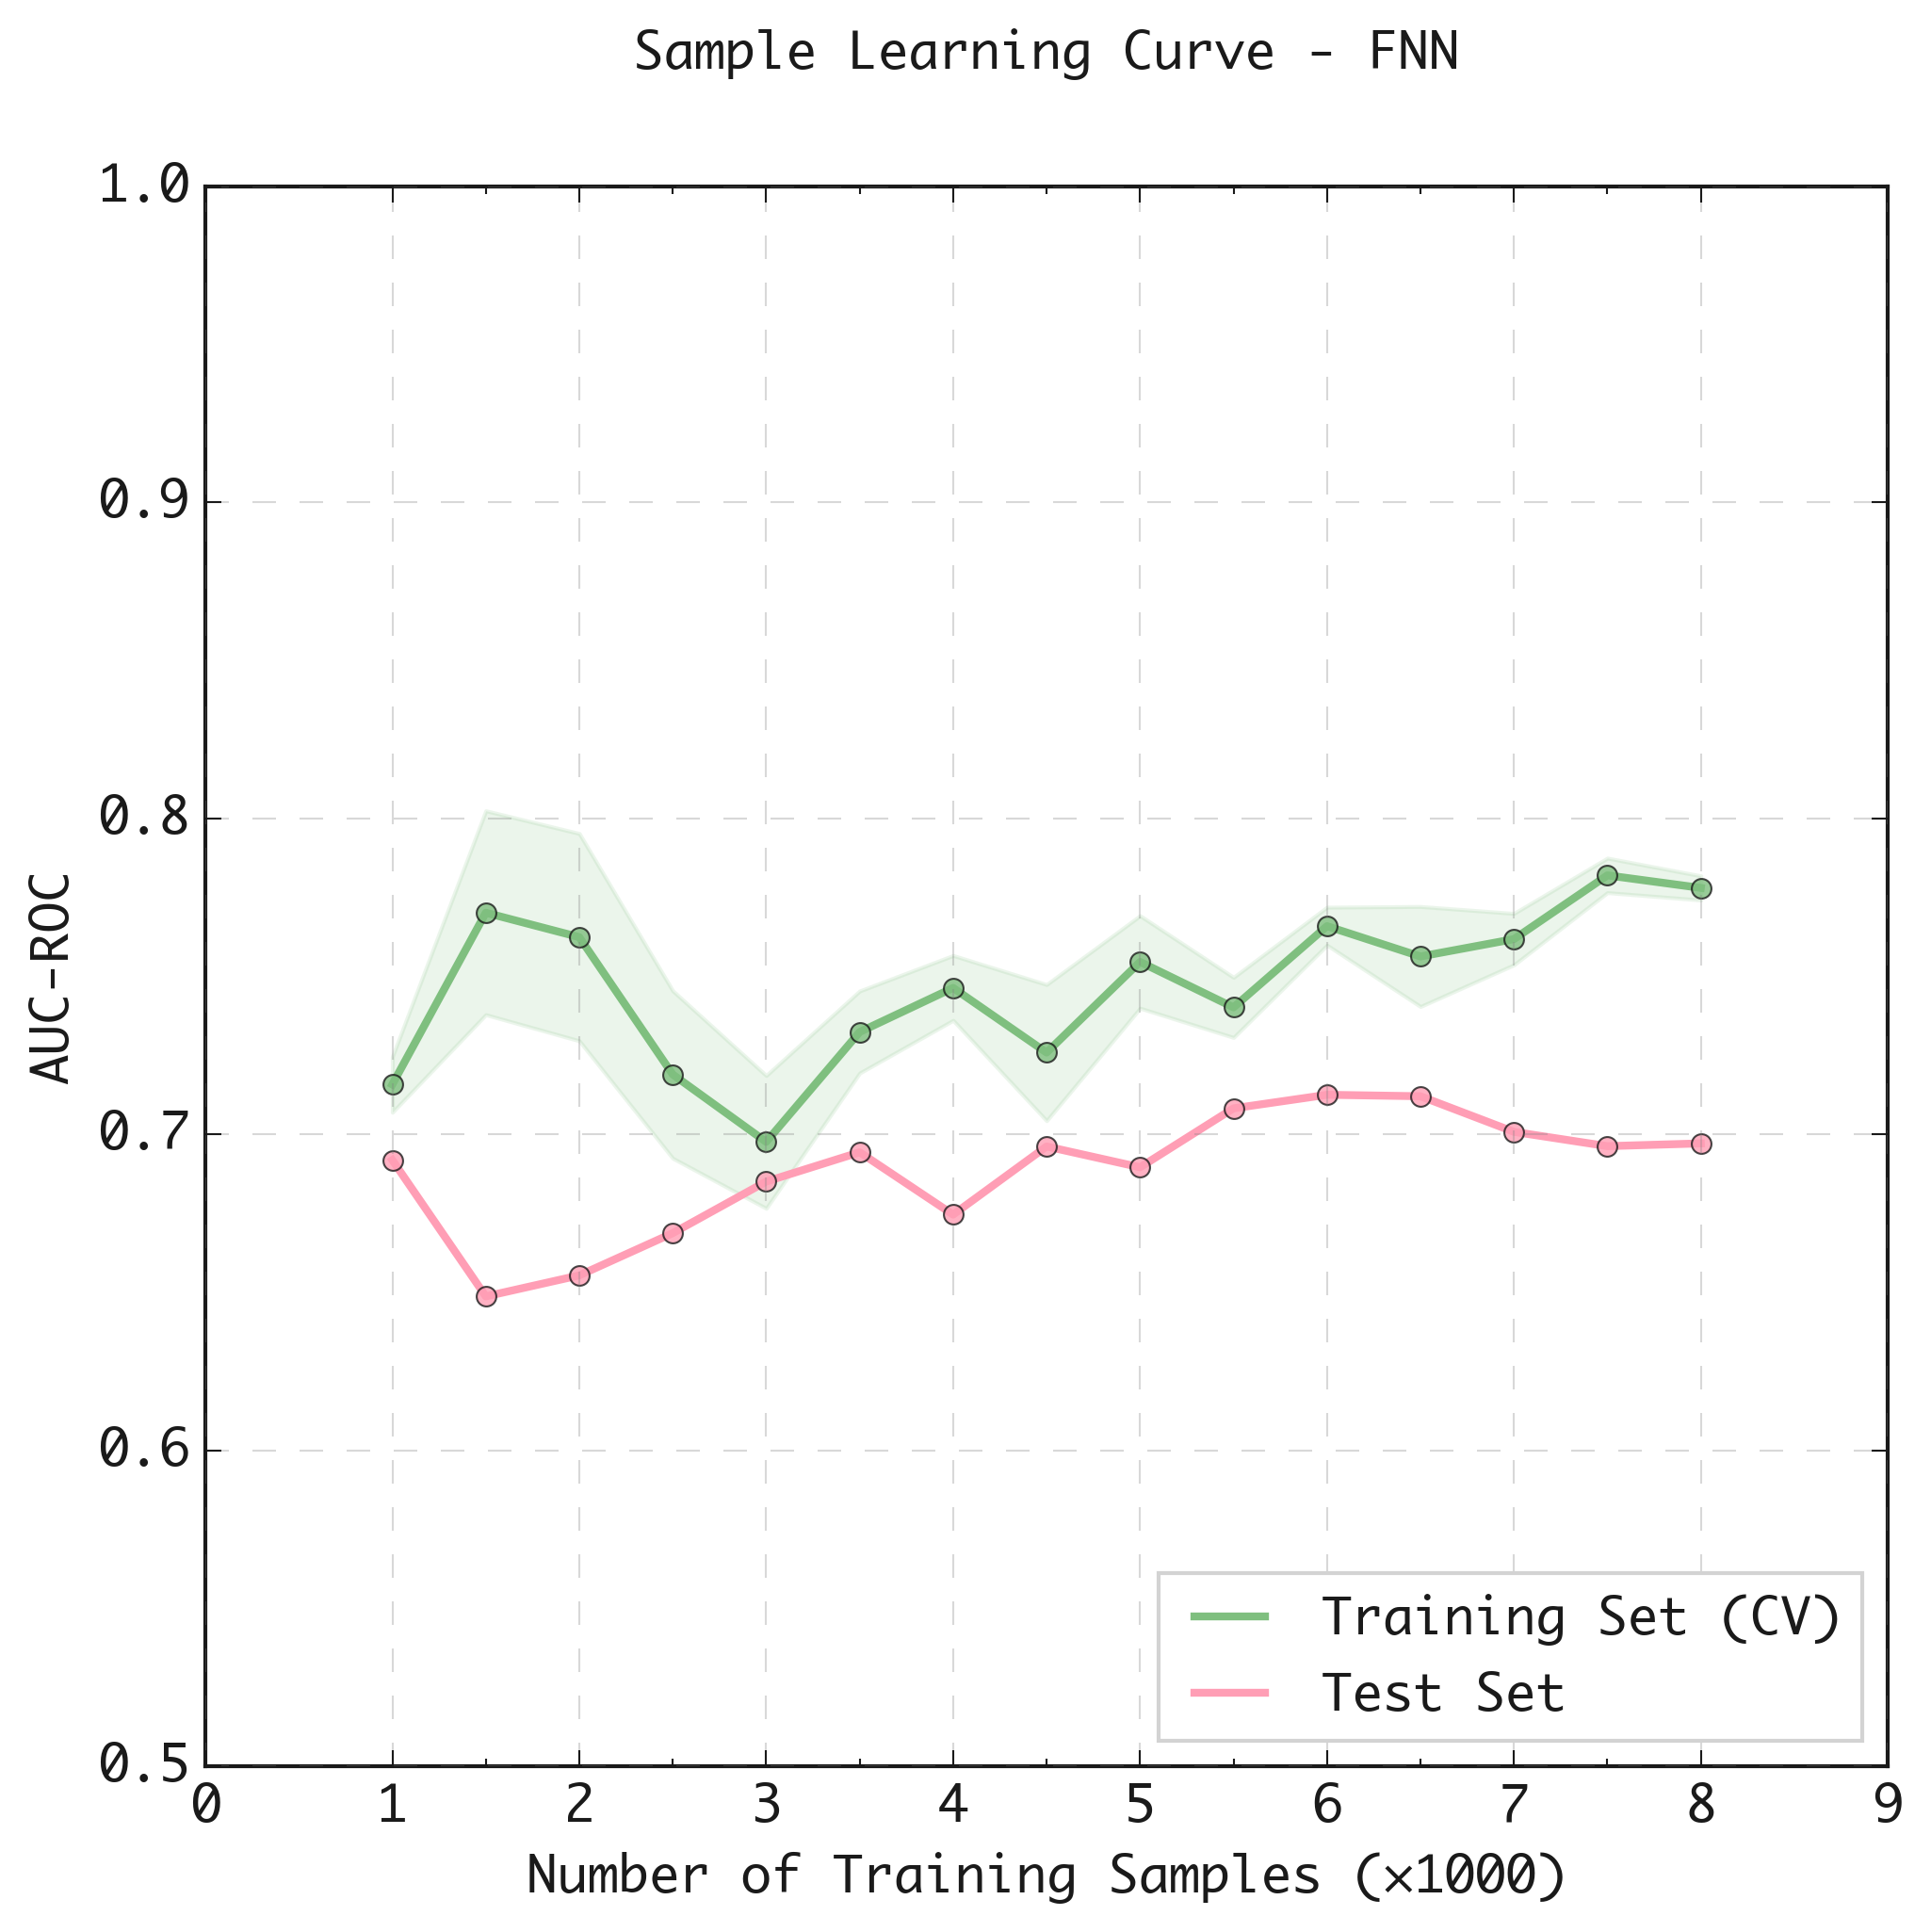 Sample Learning Curve - FNN
1.0
0.9
0.8
0.7
0.6
0.5
AUC-ROC
0 1 2 3 4 5 6 7 8 9
Number of Training Samples (×1000)
Training Set (CV)
Test Set